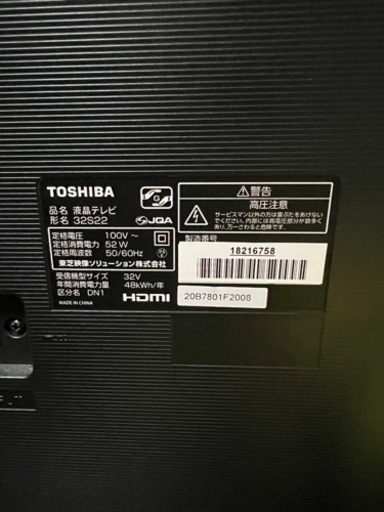 TOSHIBA
品名 液晶テレビ
形名 32S22
JQA
定格電圧 100V～
定格消費電力 52W
定格周波数 50/60Hz
東芝映像ソリューション株式会社
受信機型サイズ 32V
年間消費電力量 48kWh/年
区分名 DN1
MADE IN CHINA
HDMI
警告
高圧注意
サービスマン以外の方は裏ぶたをあけないで
ください。内部には高電圧部分が数多く
あり、万一さわると危険です。
製造番号
18216758
20B7801F2008